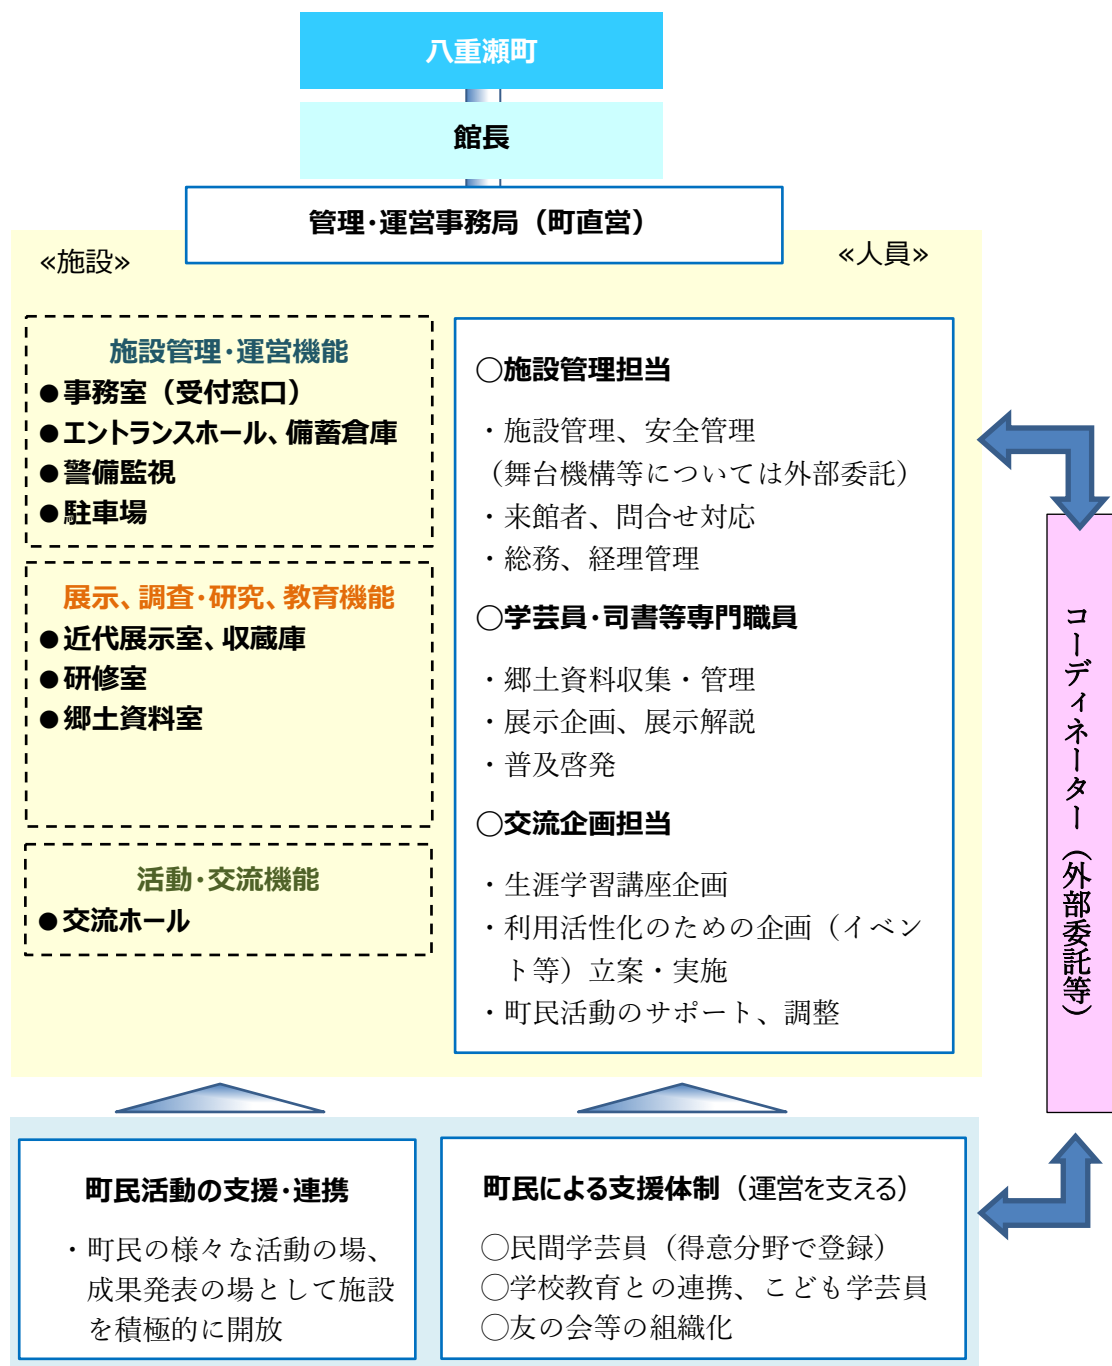 八重瀬町
館長
管理・運営事務局（町直営）
≪施設≫
≪人員≫
施設管理・運営機能
●事務室（受付窓口）
●エントランスホール、備蓄倉庫
●警備監視
●駐車場
展示、調査・研究、教育機能
●近代展示室、収蔵庫
●研修室
●郷土資料室
活動・交流機能
●交流ホール
○施設管理担当
・施設管理、安全管理
（舞台機構等については外部委託）
・来館者、問合せ対応
・総務、経理管理
○学芸員・司書等専門職員
・郷土資料収集・管理
・展示企画、展示解説
・普及啓発
○交流企画担当
・生涯学習講座企画
・利用活性化のための企画（イベン
ト等）立案・実施
・町民活動のサポート、調整
コーディネーター（外部委託等）
町民活動の支援・連携
・町民の様々な活動の場、
成果発表の場として施設
を積極的に開放
町民による支援体制（運営を支える）
○民間学芸員（得意分野で登録）
○学校教育との連携、こども学芸員
○友の会等の組織化